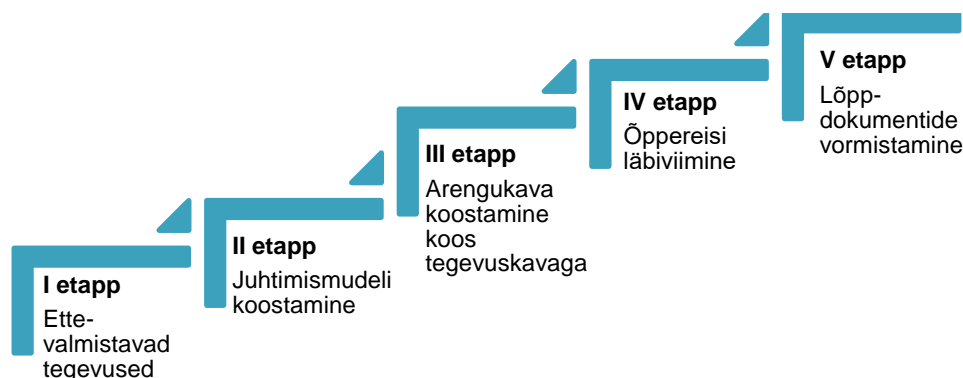 I etapp
Ette-
valmistavad
tegevused
II etapp
Juhtimismudeli
koostamine
III etapp
Arengukava
koostamine
koos
tegevuskavaga
IV etapp
Õppereisi
läbiviimine
V etapp
Lõpp-
dokumentide
vormistamine